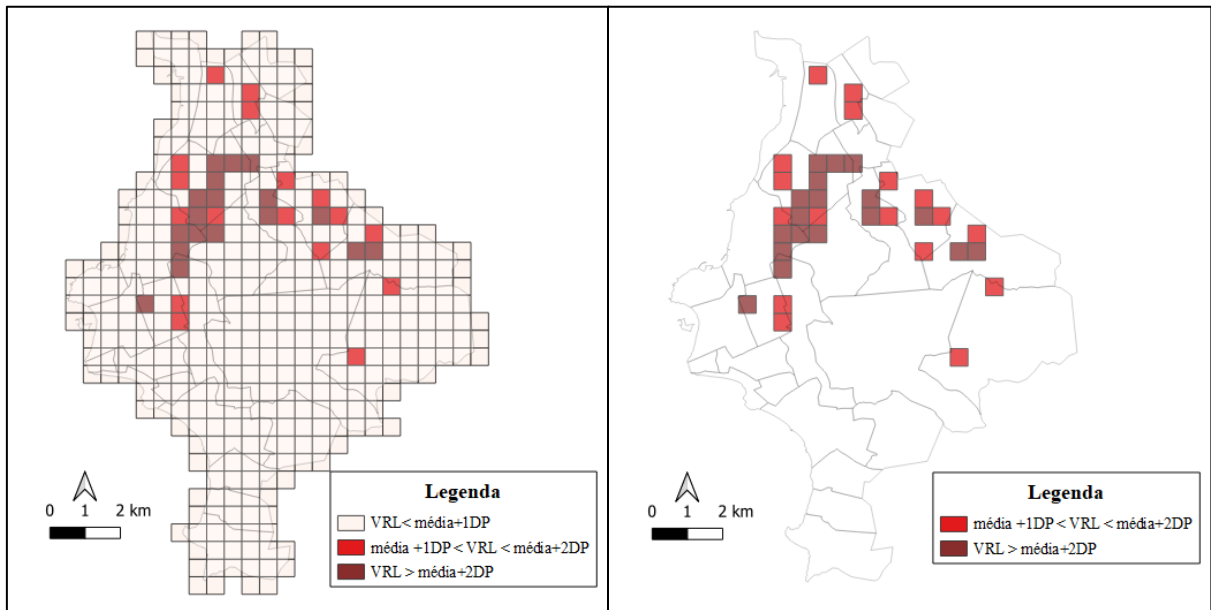 Legenda
VRL< média+1DP
média +1DP < VRL < média+2DP
VRL > média+2DP
0 1 2 km
Legenda
média +1DP < VRL < média+2DP
VRL > média+2DP
0 1 2 km